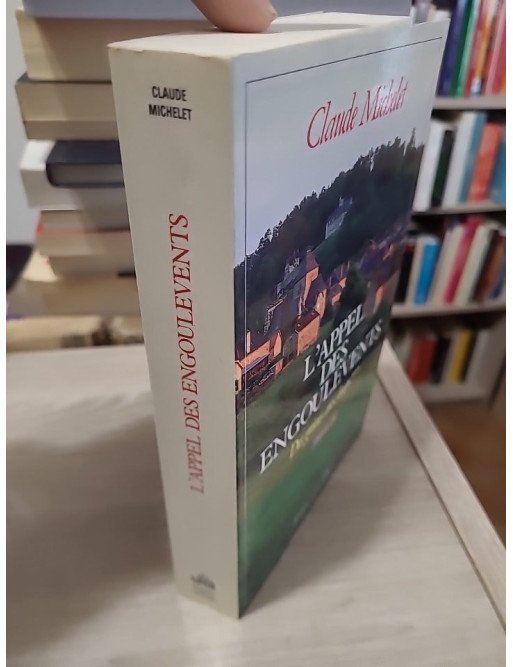 CLAUDE
MICHELET
L'APPEL DES ENGOULEVENTS
Claude Michelet
L'APPEL
DES
ENGOULEVENTS